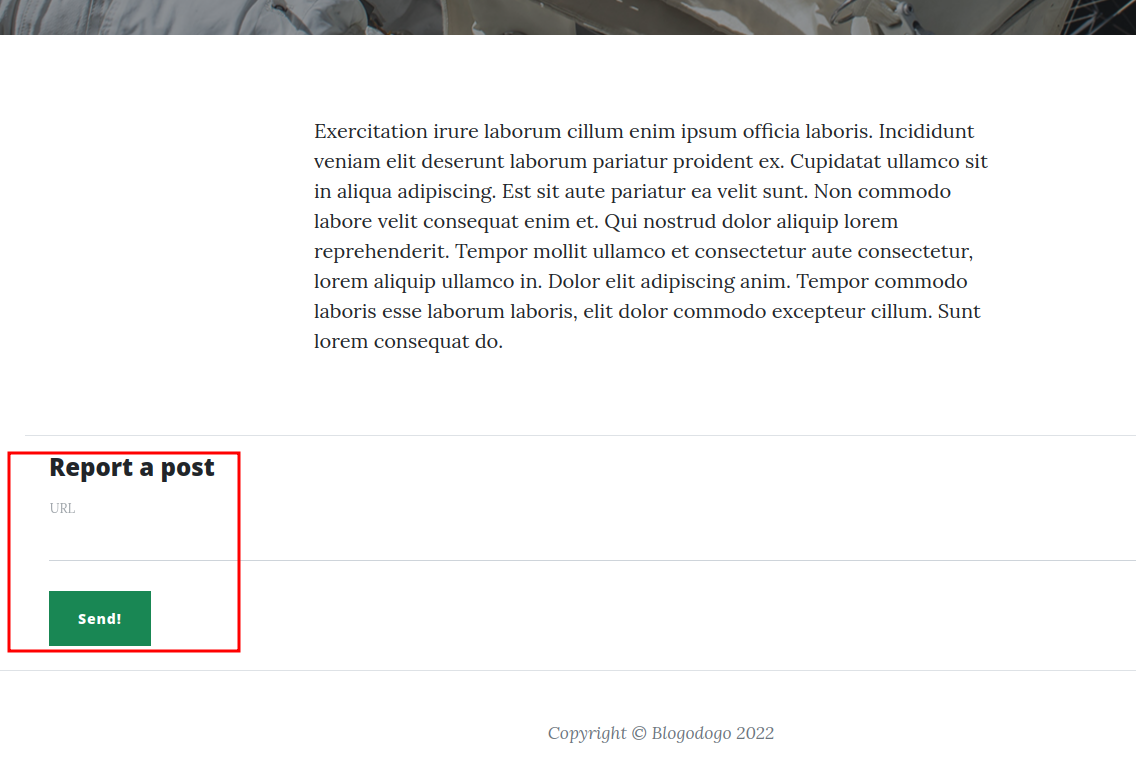 Exercitation irure laborum cillum enim ipsum officia laboris. Incididunt
veniam elit deserunt laborum pariatur proident ex. Cupidatat ullamco sit
in aliqua adipiscing. Est sit aute pariatur ea velit sunt. Non commodo
labore velit consequat enim et. Qui nostrud dolor aliquip lorem
reprehenderit. Tempor mollit ullamco et consectetur aute consectetur,
lorem aliquip ullamco in. Dolor elit adipiscing anim. Tempor commodo
laboris esse laborum laboris, elit dolor commodo excepteur cillum. Sunt
lorem consequat do.
Report a post
URL
Send!
Copyright © Blogodogo 2022